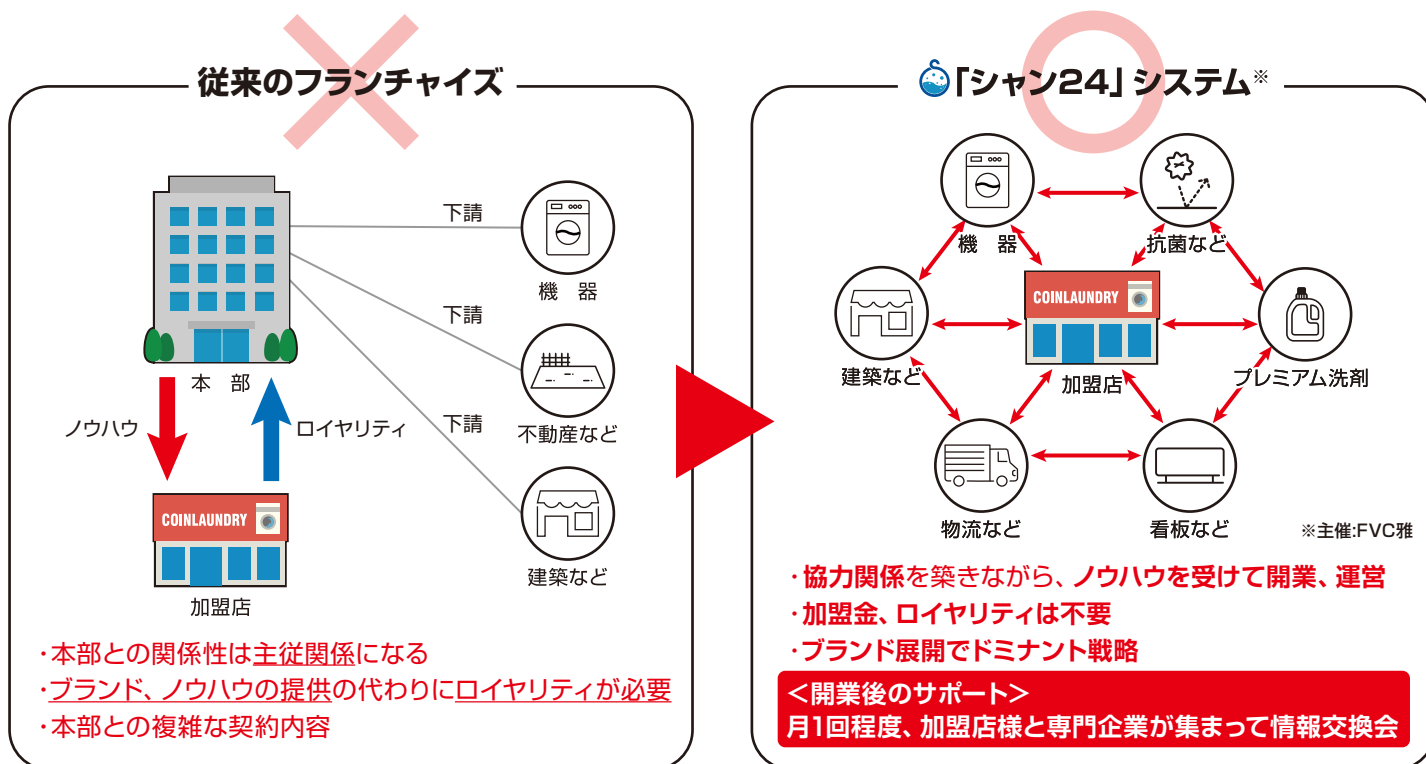 従来のフランチャイズ
下請
機 器
下請
不動産など
下請
建築など
本 部
ノウハウ
ロイヤリティ
COINLAUNDRY
加盟店
・本部との関係性は主従関係になる
・ブランド、ノウハウの提供の代わりにロイヤリティが必要
・本部との複雑な契約内容
「シャン24」システム※
機 器
抗菌など
建築など
COINLAUNDRY
加盟店
プレミアム洗剤
物流など
看板など
※主催:FVC雅
・協力関係を築きながら、ノウハウを受けて開業、運営
・加盟金、ロイヤリティは不要
・ブランド展開でドミナント戦略
＜開業後のサポート＞
月1回程度、加盟店様と専門企業が集まって情報交換会